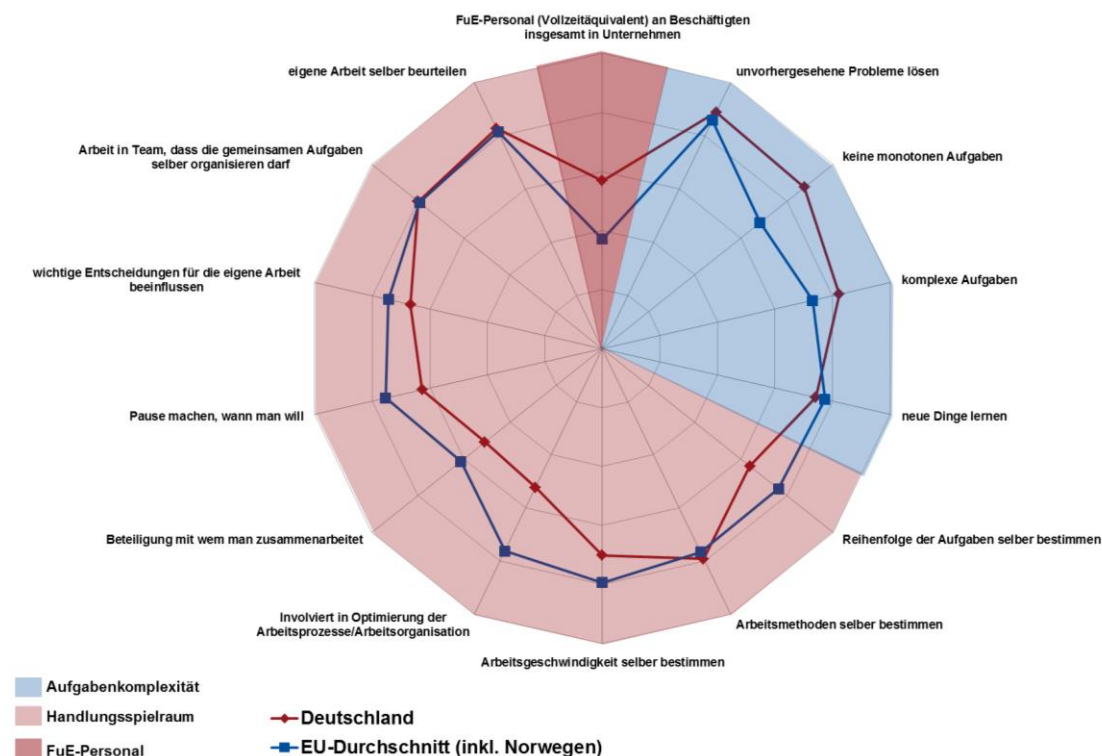 FuE-Personal (Vollzeitäquivalent) an Beschäftigten
insgesamt in Unternehmen
eigene Arbeit selber beurteilen
unvorhergesehene Probleme lösen
Arbeit in Team, dass die gemeinsamen Aufgaben
selber organisieren darf
keine monotonen Aufgaben
wichtige Entscheidungen für die eigene Arbeit
beeinflussen
komplexe Aufgaben
Pause machen, wann man will
neue Dinge lernen
Beteiligung mit wem man zusammenarbeitet
Reihenfolge der Aufgaben selber bestimmen
Involviert in Optimierung der
Arbeitsprozesse/Arbeitsorganisation
Arbeitsmethoden selber bestimmen
Arbeitsgeschwindigkeit selber bestimmen
Aufgabenkomplexität
Handlungsspielraum
FuE-Personal
Deutschland
EU-Durchschnitt (inkl. Norwegen)